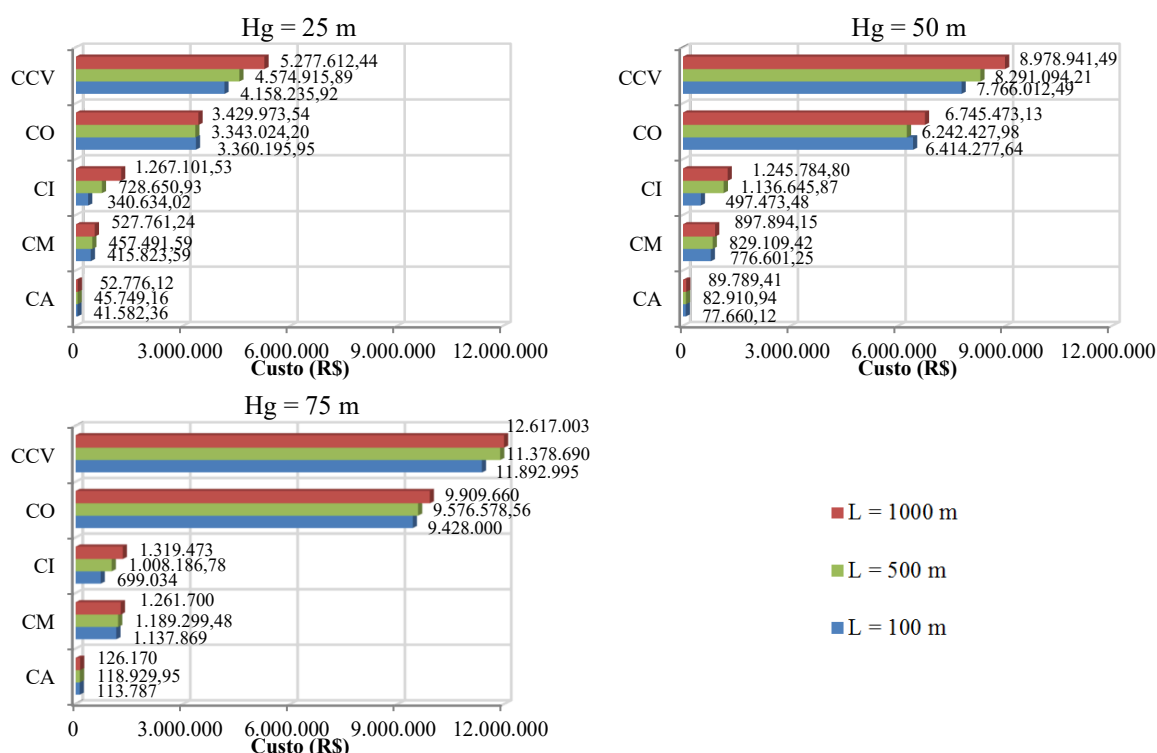 Hg = 25 m
CCV
5.277.612,44
4.574.915,89
4.158.235,92
CO
3.429.973,54
3.343.024,20
3.360.195,95
CI
1.267.101,53
728.650,93
340.634,02
CM
527.761,24
457.491,59
415.823,59
CA
52.776,12
45.749,16
41.582,36
0 3.000.000 6.000.000 9.000.000 12.000.000
Custo (R$)
Hg = 50 m
CCV
8.978.941,49
8.291.094,21
7.766.012,49
CO
6.745.473,13
6.242.427,98
6.414.277,64
CI
1.245.784,80
1.136.645,87
497.473,48
CM
897.894,15
829.109,42
776.601,25
CA
89.789,41
82.910,94
77.660,12
0 3.000.000 6.000.000 9.000.000 12.000.000
Custo (R$)
Hg = 75 m
CCV
12.617.003
11.378.690
11.892.995
CO
9.909.660
9.576.578,56
9.428.000
CI
1.319.473
1.008.186,78
699.034
CM
1.261.700
1.189.299,48
1.137.869
CA
126.170
118.929,95
113.787
0 3.000.000 6.000.000 9.000.000 12.000.000
Custo (R$)
L = 1000 m
L = 500 m
L = 100 m